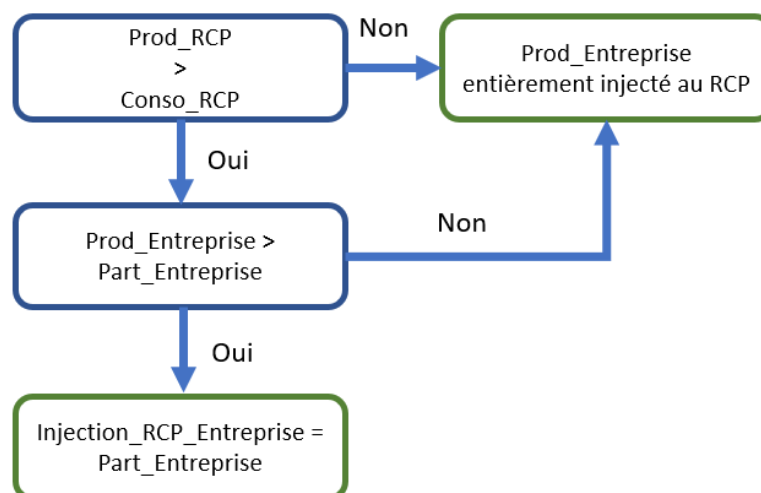 Prod_RCP
>
Conso_RCP
Non
Prod_Entreprise
entièrement injecté au RCP
Oui
Prod_Entreprise >
Part_Entreprise
Non
Oui
Injection_RCP_Entreprise =
Part_Entreprise